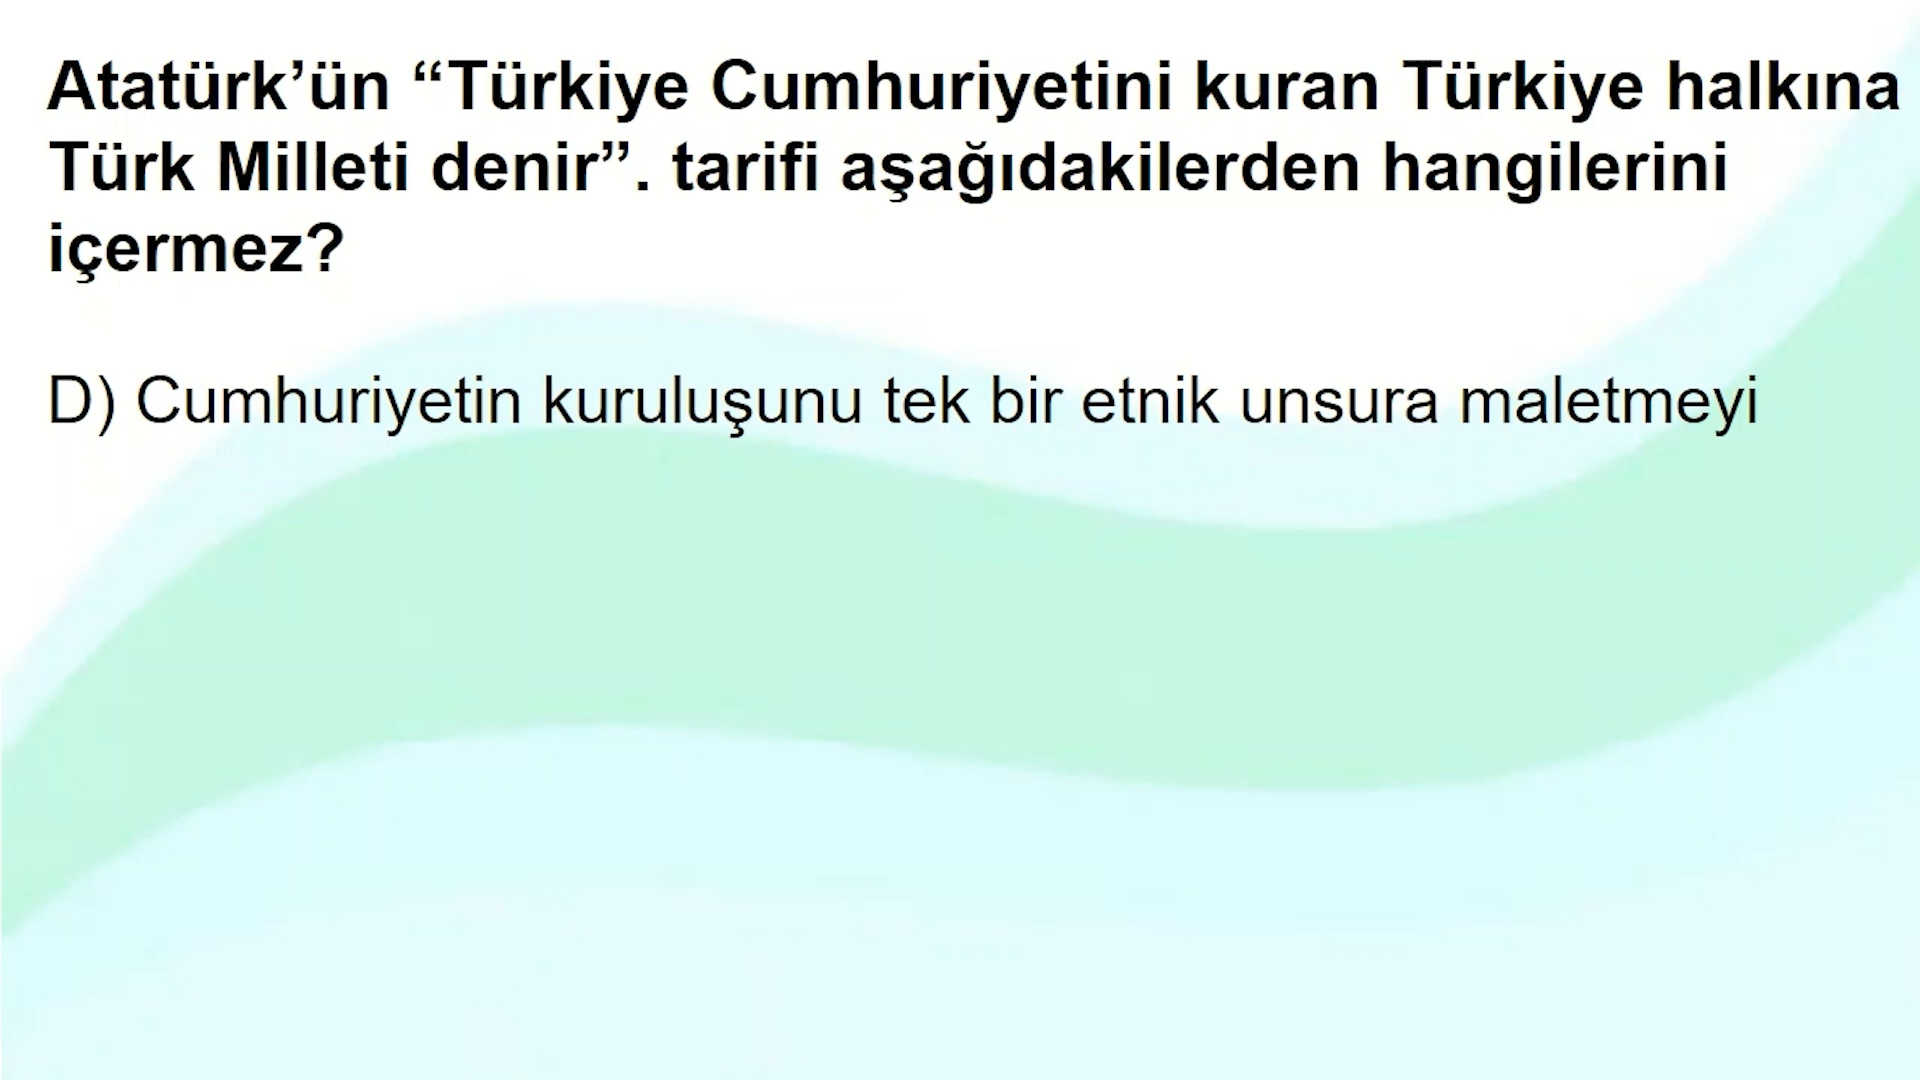 Atatürk’ün “Türkiye Cumhuriyetini kuran Türkiye halkına
Türk Milleti denir”. tarifi aşağıdakilerden hangilerini
içermez?
D) Cumhuriyetin kuruluşunu tek bir etnik unsura maletmeyi